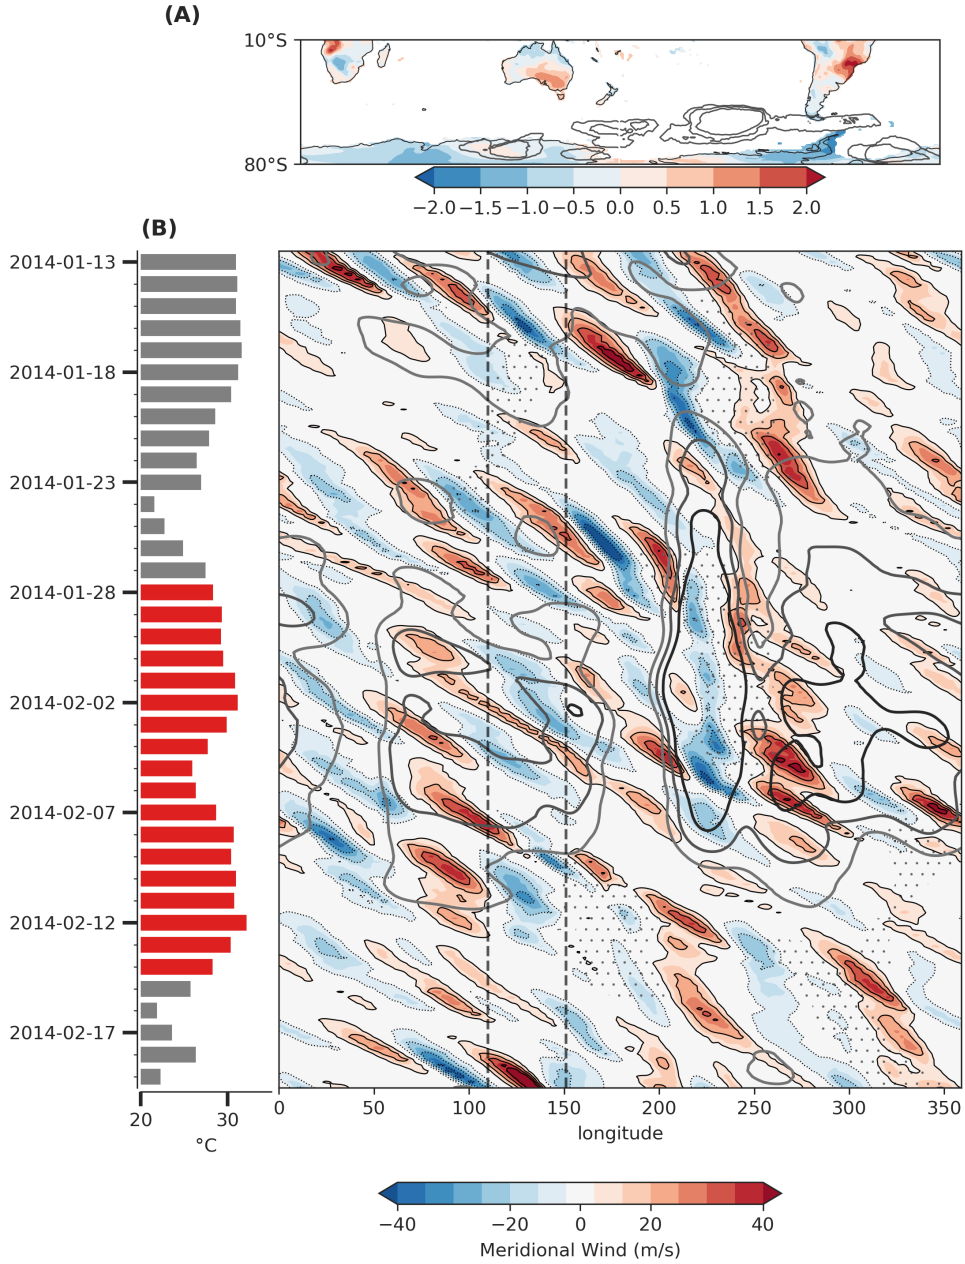 (A)
10°S
80°S
−2.0 −1.5 −1.0 −0.5 0.0 0.5 1.0 1.5 2.0
(B)
2014-01-13
2014-01-18
2014-01-23
2014-01-28
2014-02-02
2014-02-07
2014-02-12
2014-02-17
20 30
°C
0 50 100 150 200 250 300 350
longitude
−40 −20 0 20 40
Meridional Wind (m/s)